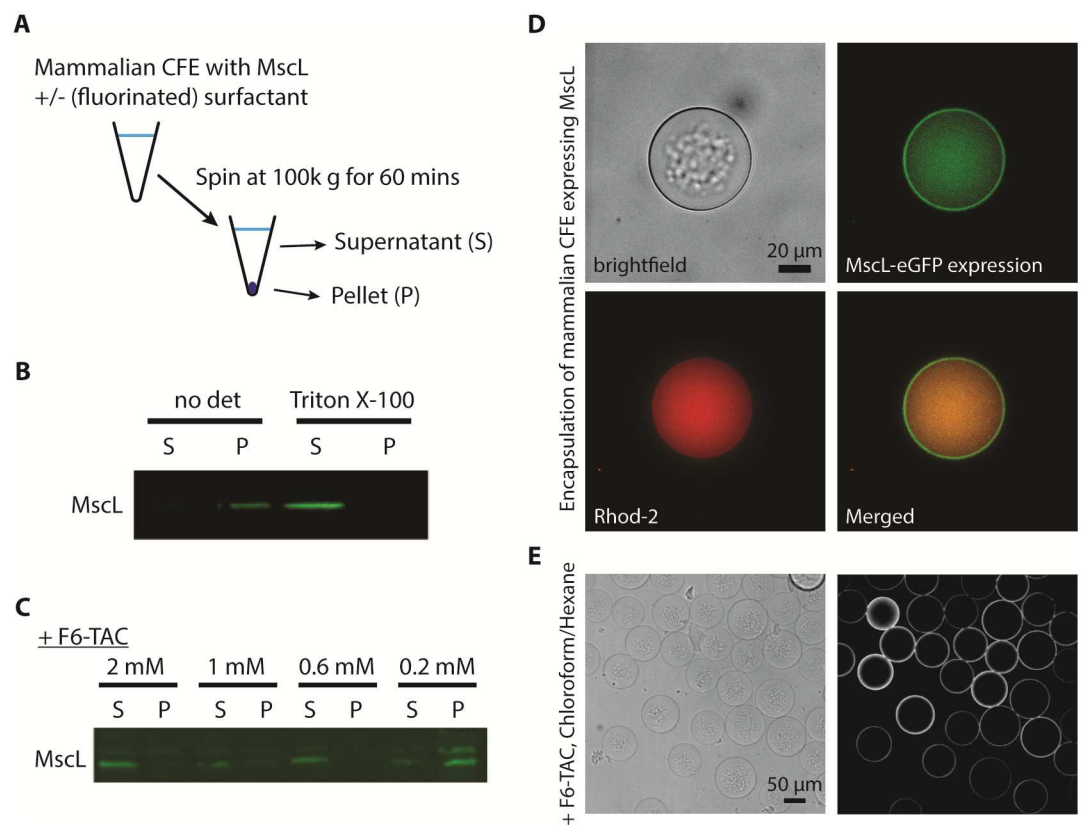 A
Mammalian CFE with MscL
+/- (fluorinated) surfactant
Spin at 100k g for 60 mins
Supernatant (S)
Pellet (P)
B
no det Triton X-100
S P S P
MscL
C
+ F6-TAC
2 mM 1 mM 0.6 mM 0.2 mM
S P S P S P S P
MscL
D
Encapsulation of mammalian CFE expressing MscL
brightfield
20 µm
MscL-eGFP expression
Rhod-2
Merged
E
+ F6-TAC, Chloroform/Hexane
50 µm